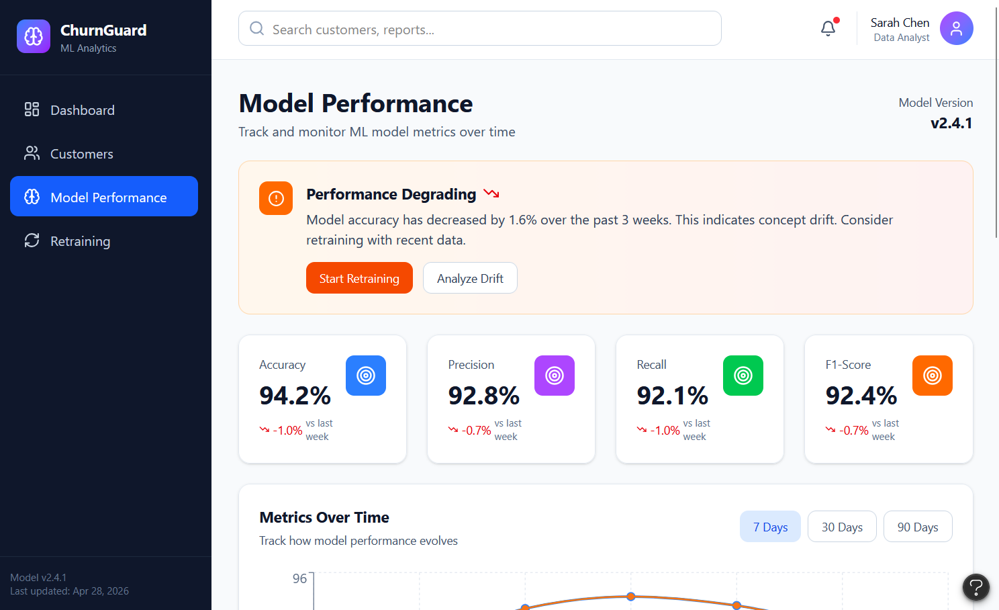 ChurnGuard
ML Analytics
Dashboard
Customers
Model Performance
Retraining
Model v2.4.1
Last updated: Apr 28, 2026
Search customers, reports...
Sarah Chen
Data Analyst
Model Performance
Track and monitor ML model metrics over time
Model Version
v2.4.1
Performance Degrading
Model accuracy has decreased by 1.6% over the past 3 weeks. This indicates concept drift. Consider
retraining with recent data.
Start Retraining
Analyze Drift
Accuracy
94.2%
-1.0% vs last
week
Precision
92.8%
-0.7% vs last
week
Recall
92.1%
-1.0% vs last
week
F1-Score
92.4%
-0.7% vs last
week
Metrics Over Time
Track how model performance evolves
7 Days
30 Days
90 Days
96
?